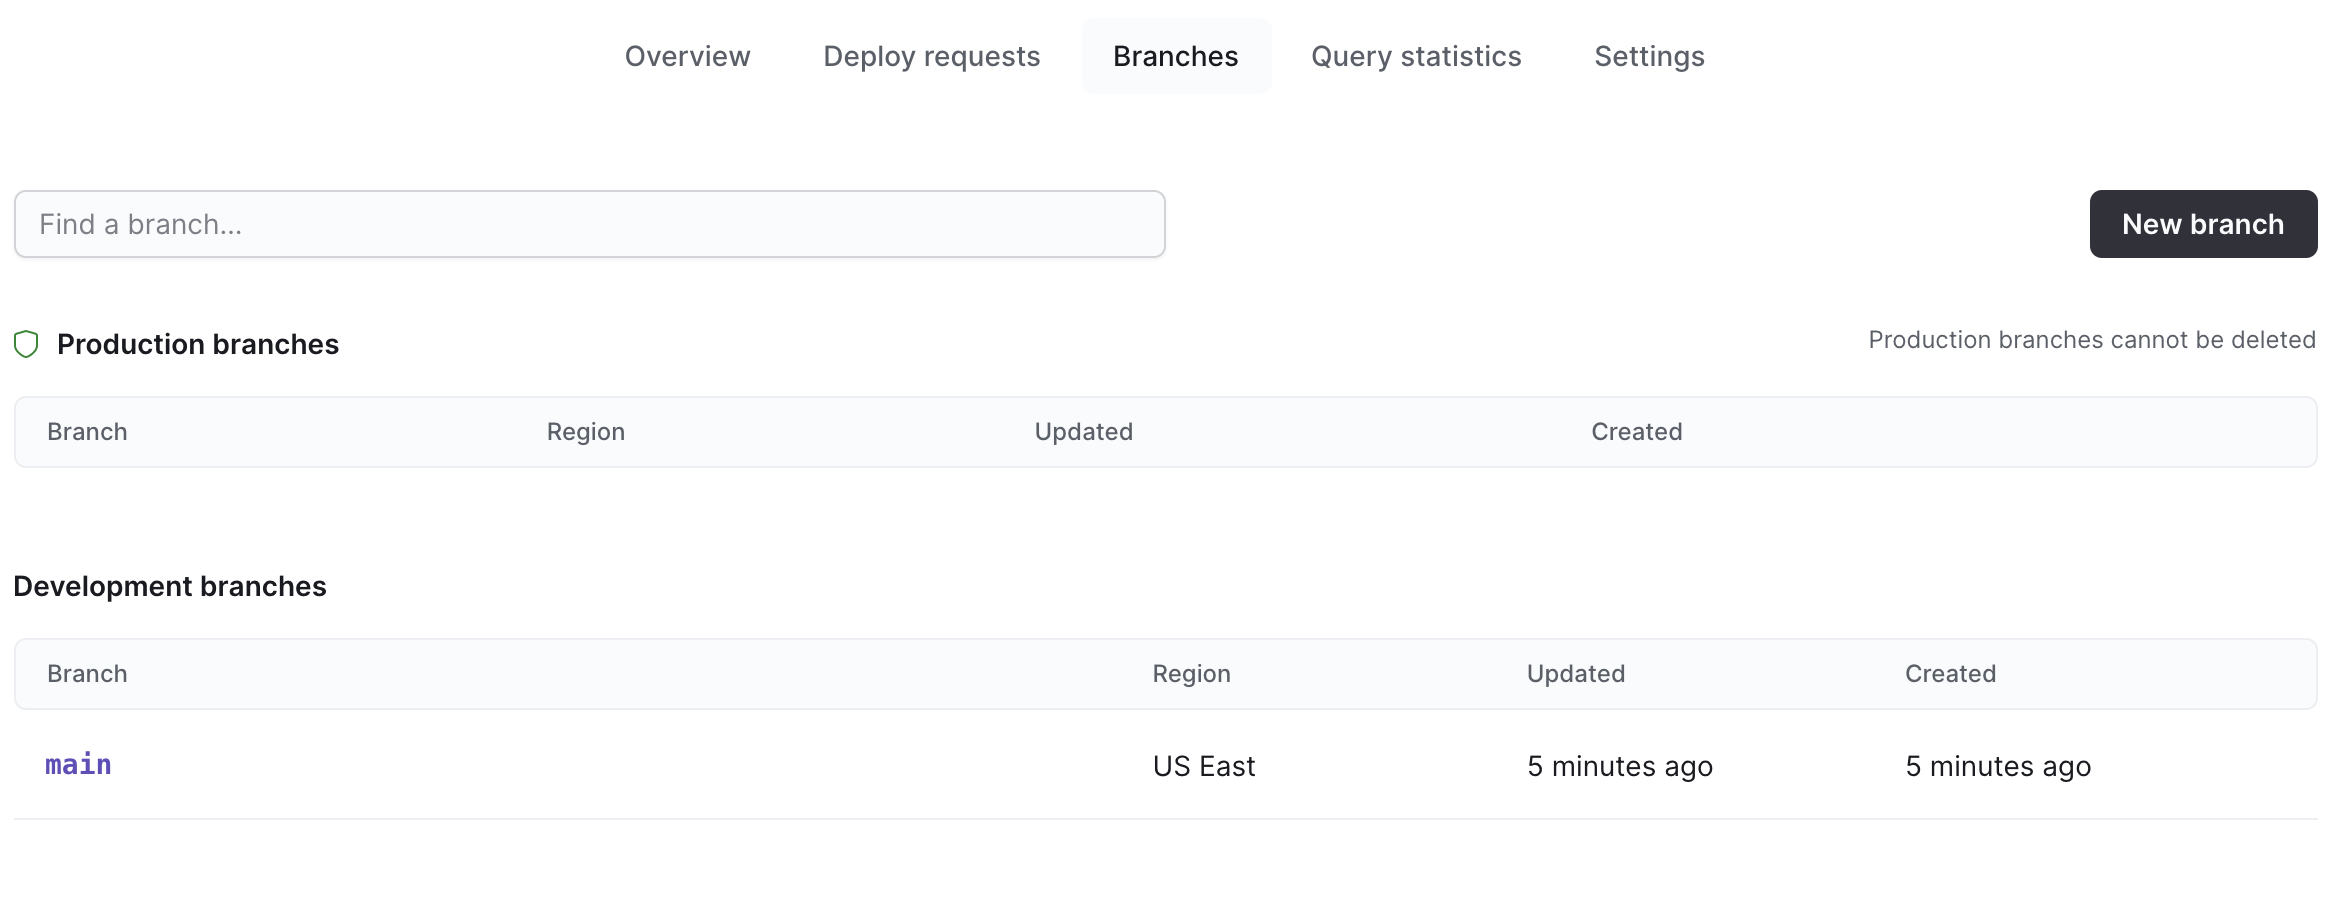 Overview Deploy requests Branches Query statistics Settings
Find a branch...
New branch
Production branches
Production branches cannot be deleted
Branch Region Updated Created
Development branches
Branch Region Updated Created
main US East 5 minutes ago 5 minutes ago